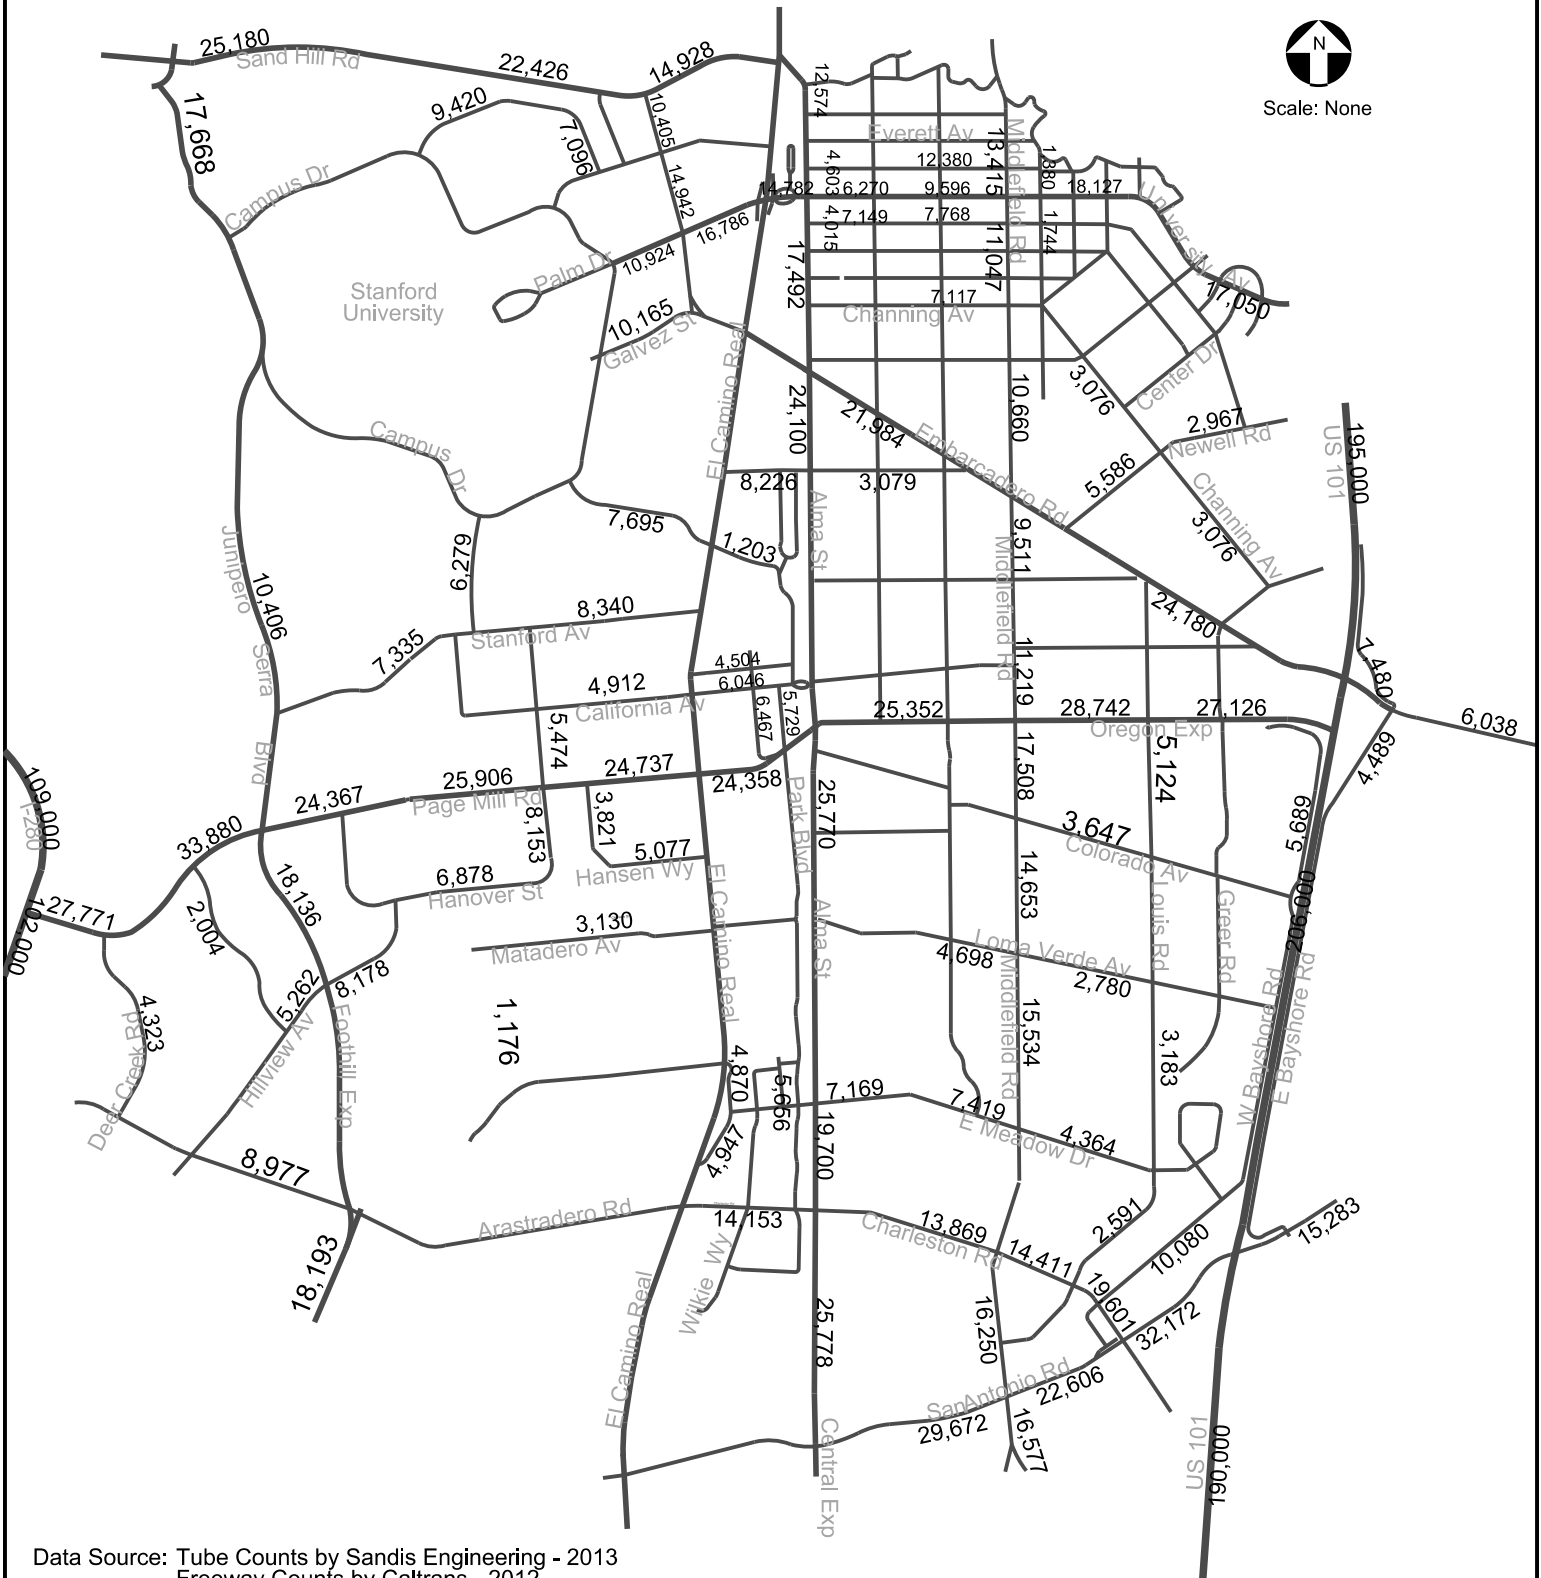 25,180
Sand Hill Rd
22,426
14,928
12,574
N
Scale: None
17,668
9,420
7,096
10,405
14,942
Everett Av
13,415
Middlefield Rd
12,380
4,603
1,880
14,782
6,270
9,596
18,127
Campus Dr
16,786
4,015
7,149
7,768
1,744
11,047
University Av
17,050
10,924
Palm Dr
17,492
Stanford
University
7,117
Channing Av
10,165
Galvez St
El Camino Real
24,100
21,984
10,660
3,076
Center Dr
2,967
Newell Rd
US 101
195,000
Campus Dr
Embarcadero Rd
8,226
3,079
5,586
Channing Av
3,076
Alma St
7,695
1,203
9,511
Middlefield Rd
Junipero Serra Blvd
10,406
6,279
8,340
Stanford Av
24,180
7,335
4,504
6,046
11,219
7,480
4,912
California Av
6,467
5,729
25,352
28,742
27,126
Oregon Exp
6,038
5,474
17,508
5,124
4,489
24,737
24,358
25,906
Page Mill Rd
24,367
Park Blvd
25,770
109,000
I-280
33,880
8,153
3,821
5,077
Hansen Wy
3,647
Colorado Av
5,689
6,878
Hanover St
18,136
14,653
El Camino Real
Alma St
Louis Rd
Greer Rd
206,000
27,771
102,000
2,004
3,130
Matadero Av
4,698
Loma Verde Av
2,780
8,178
5,262
Hillview Av
Foothill Exp
1,176
Middlefield Rd
15,534
3,183
W Bayshore Rd
E Bayshore Rd
4,323
Deer Creek Rd
4,870
5,656
7,169
7,419
E Meadow Dr
4,364
4,947
19,700
8,977
Arastradero Rd
14,153
13,869
Charleston Rd
14,411
2,591
10,080
15,283
18,193
Wilkie Wy
19,601
32,172
El Camino Real
25,778
16,250
SanAntonio Rd
22,606
29,672
16,577
Central Exp
US 101
190,000
Data Source: Tube Counts by Sandis Engineering - 2013
Freeway Counts by Caltrans - 2012